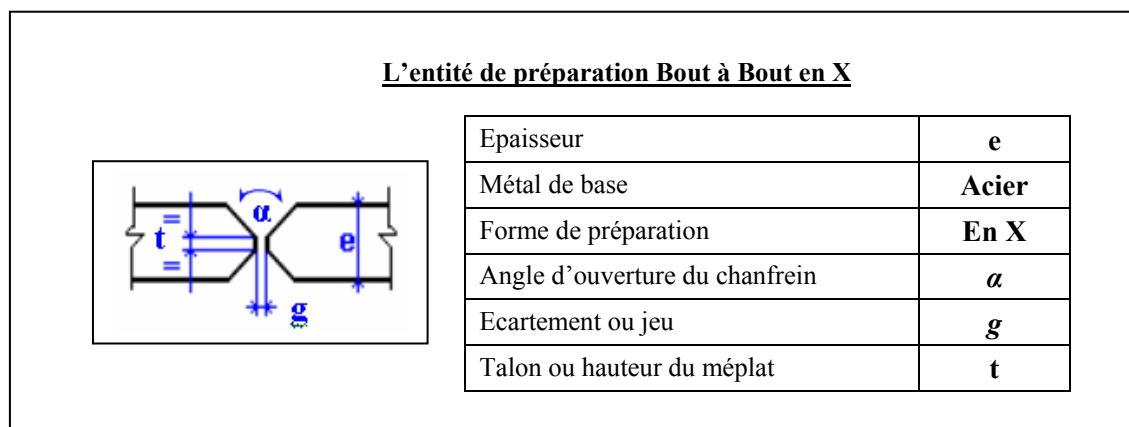 L’entité de préparation Bout à Bout en X
Epaisseur e
Métal de base Acier
Forme de préparation En X
Angle d’ouverture du chanfrein α
Ecartement ou jeu g
Talon ou hauteur du méplat t
α
=
t
=
e
g